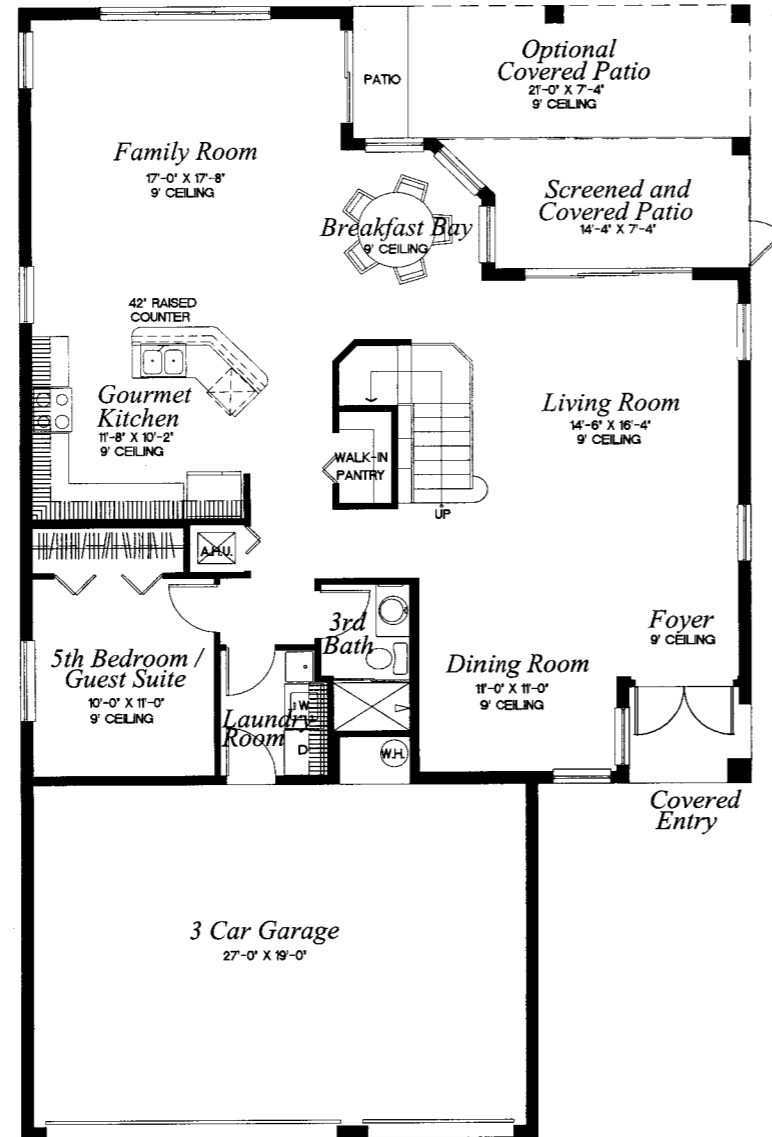 Optional
Covered Patio
21'-0" X 7'-4"
9' CEILING
PATIO
Family Room
17'-0" X 17'-8"
9' CEILING
Screened and
Covered Patio
14'-4" X 7'-4"
Breakfast Bay
9' CEILING
42" RAISED
COUNTER
Gourmet
Kitchen
11'-8" X 10'-2"
9' CEILING
Living Room
14'-6" X 16'-4"
9' CEILING
WALK-IN
PANTRY
UP
A.H.U.
3rd
Bath
Foyer
9' CEILING
5th Bedroom /
Guest Suite
10'-0" X 11'-0"
9' CEILING
Dining Room
11'-0" X 11'-0"
9' CEILING
Laundry
Room
W
D
W.H.
Covered
Entry
3 Car Garage
27'-0" X 19'-0"